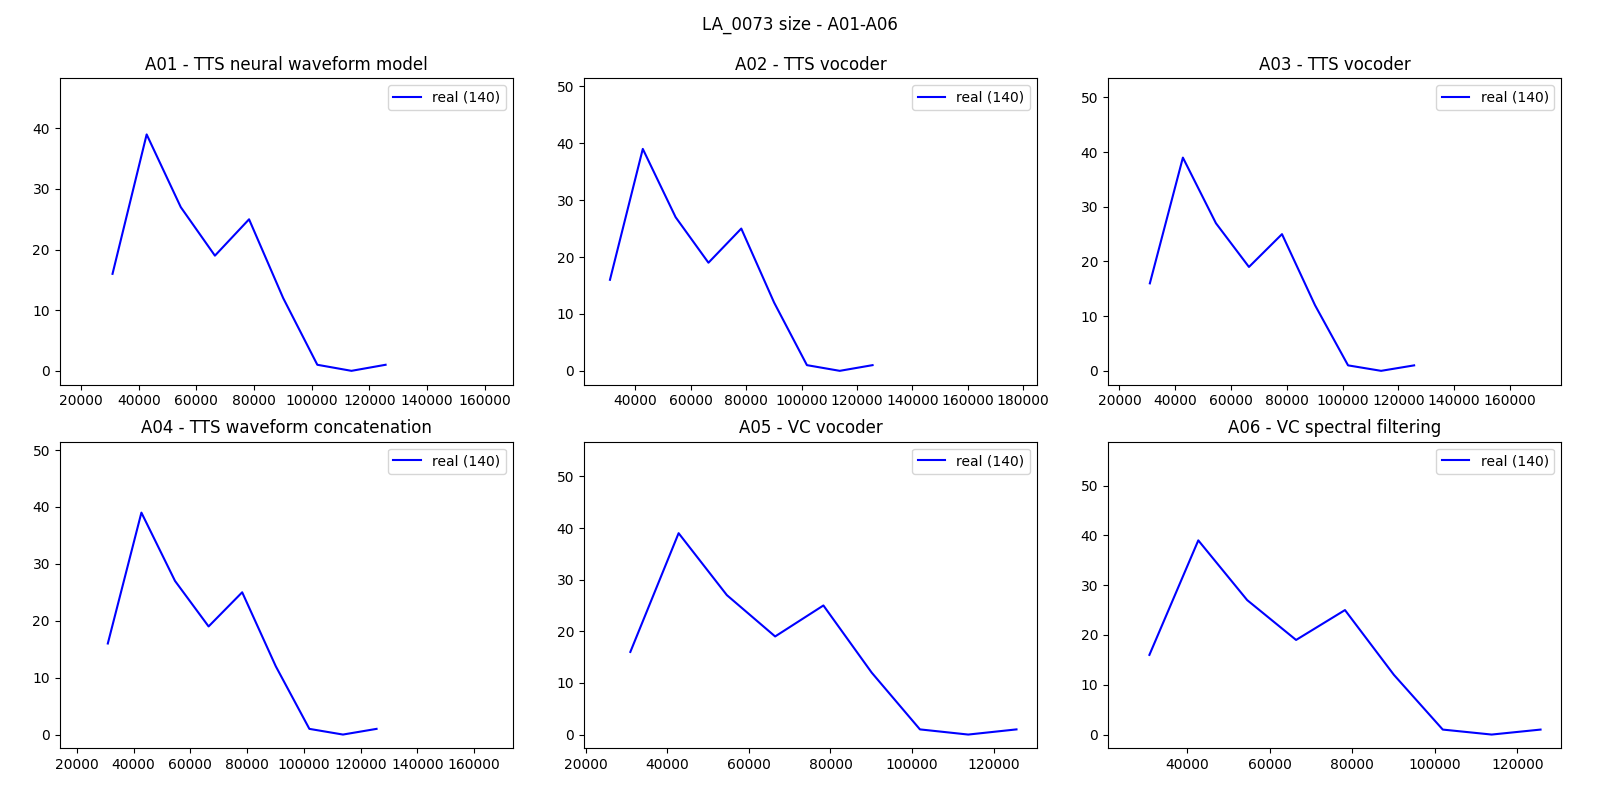 LA_0073 size - A01-A06
A01 - TTS neural waveform model
real (140)
40
30
20
10
0
20000 40000 60000 80000 100000 120000 140000 160000
A02 - TTS vocoder
real (140)
50
40
30
20
10
0
40000 60000 80000 100000 120000 140000 160000 180000
A03 - TTS vocoder
real (140)
50
40
30
20
10
0
20000 40000 60000 80000 100000 120000 140000 160000
A04 - TTS waveform concatenation
real (140)
50
40
30
20
10
0
20000 40000 60000 80000 100000 120000 140000 160000
A05 - VC vocoder
real (140)
50
40
30
20
10
0
20000 40000 60000 80000 100000 120000
A06 - VC spectral filtering
real (140)
50
40
30
20
10
0
40000 60000 80000 100000 120000